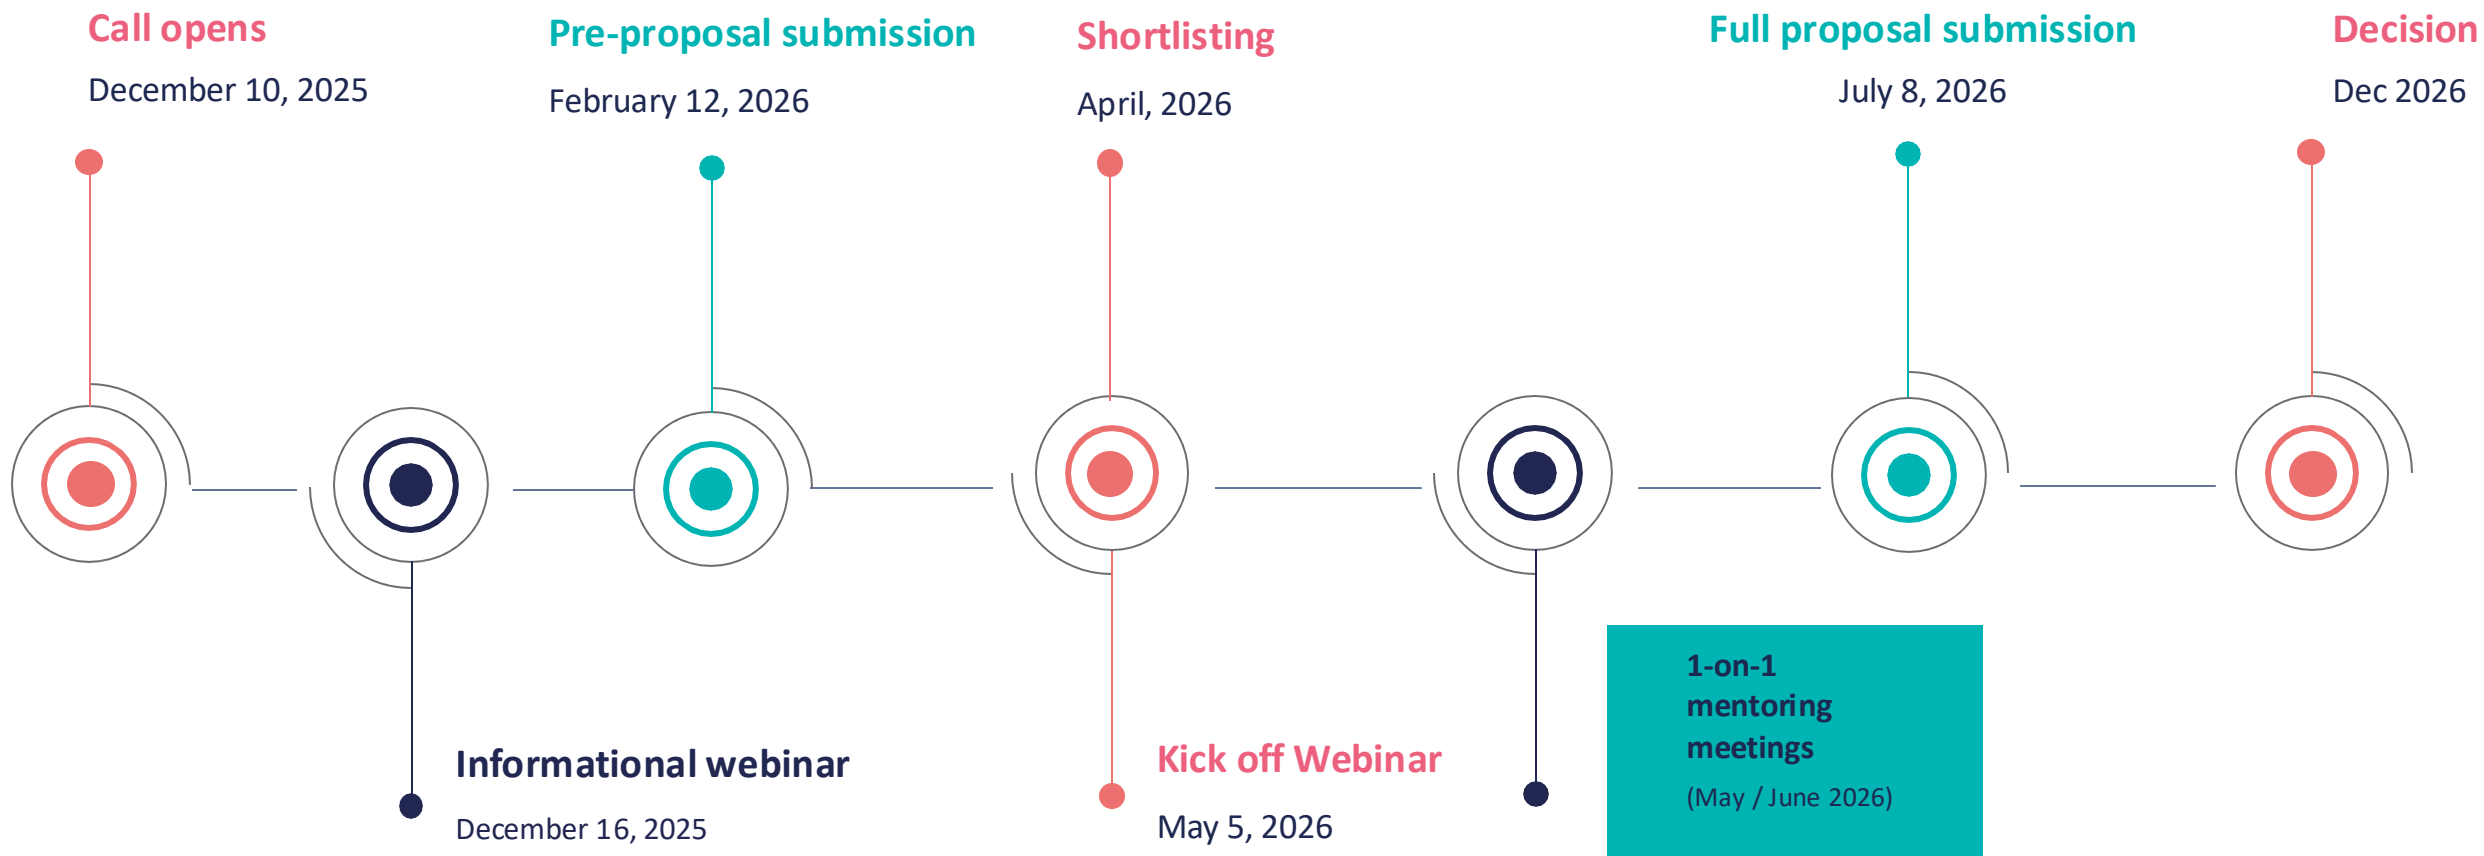 Call opens
December 10, 2025
Pre-proposal submission
February 12, 2026
Shortlisting
April, 2026
Full proposal submission
July 8, 2026
Decision
Dec 2026
Informational webinar
December 16, 2025
Kick off Webinar
May 5, 2026
1-on-1
mentoring
meetings
(May / June 2026)